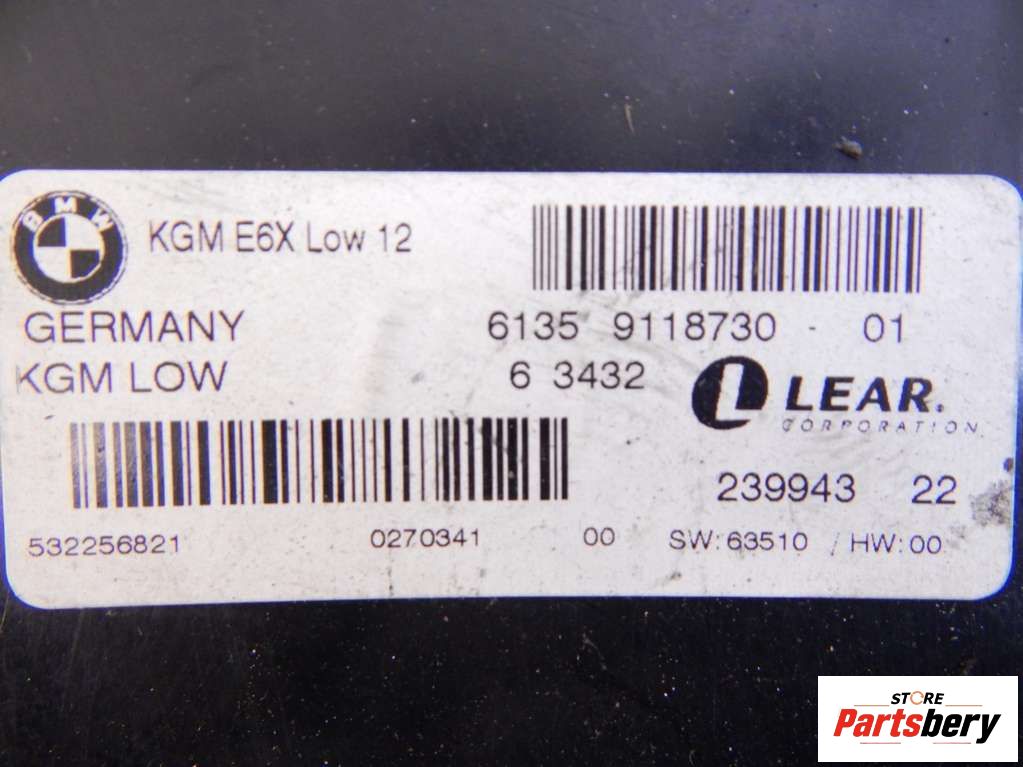 BMW
KGM E6X Low 12
GERMANY 6135 9118730 - 01
KGM LOW 6 3432
L LEAR.
CORPORATION
239943 22
532256821 0270341 00 SW: 63510 / HW: 00
STORE
Partsbery